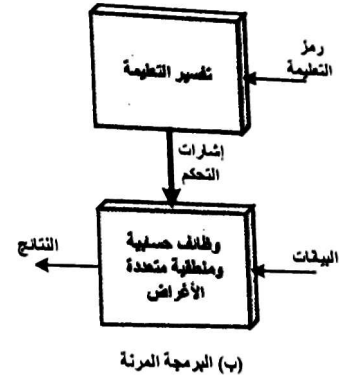 رمز
التعليمة
تفسير التعليمة
إشارات
التحكم
وظائف حسابية
ومنطقية متعددة
الأغراض
البيانات
النتائج
(ب) البرمجة المرنة